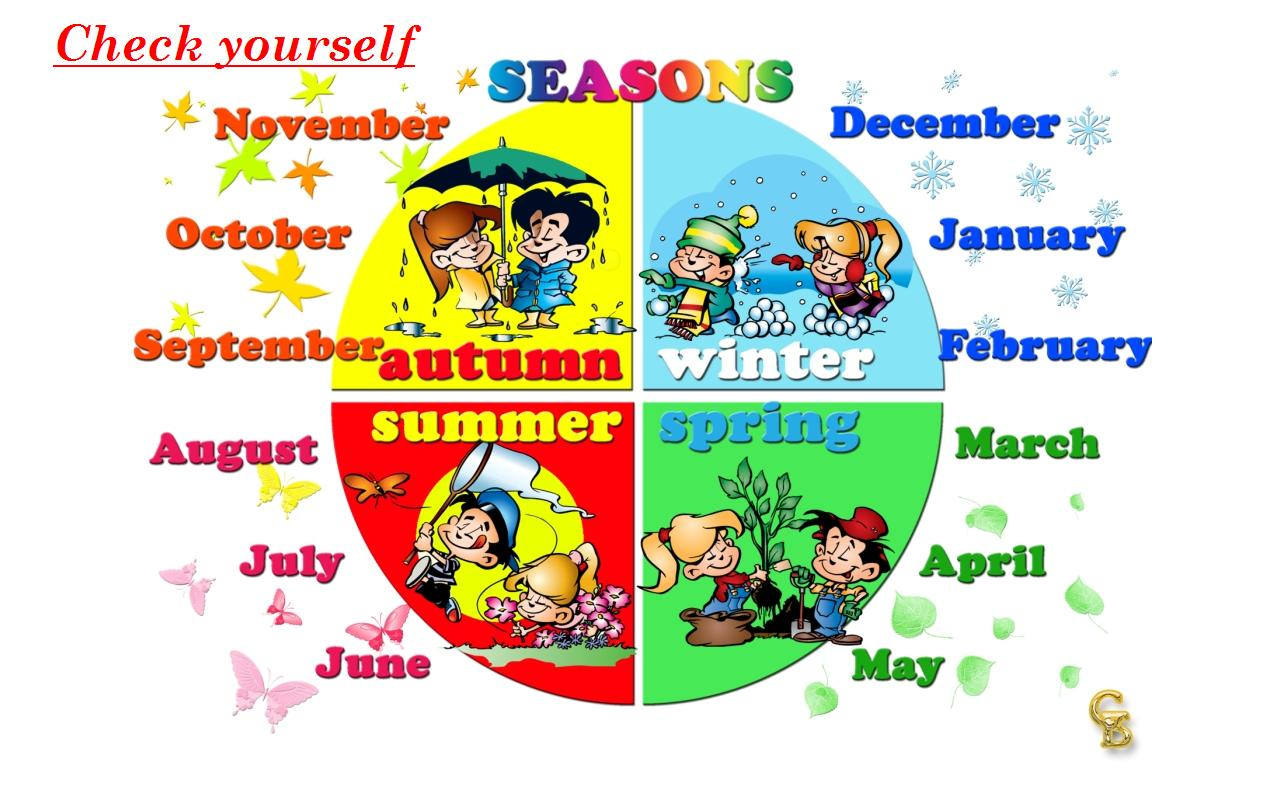 Check yourself
SEASONS
November
October
September
autumn
December
January
February
winter
summer
August
July
June
spring
March
April
May
GB